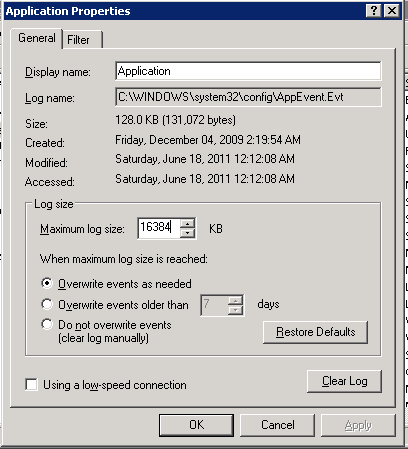 Application Properties
General
Filter
Display name: Application
Log name: C:\WINDOWS\system32\config\AppEvent.Evt
Size: 128.0 KB (131,072 bytes)
Created: Friday, December 04, 2009 2:19:54 AM
Modified: Saturday, June 18, 2011 12:12:08 AM
Accessed: Saturday, June 18, 2011 12:12:08 AM
Log size
Maximum log size: 16384 KB
When maximum log size is reached:
Overwrite events as needed
Overwrite events older than 7 days
Do not overwrite events
(clear log manually)
Restore Defaults
Using a low-speed connection
Clear Log
OK
Cancel
Apply